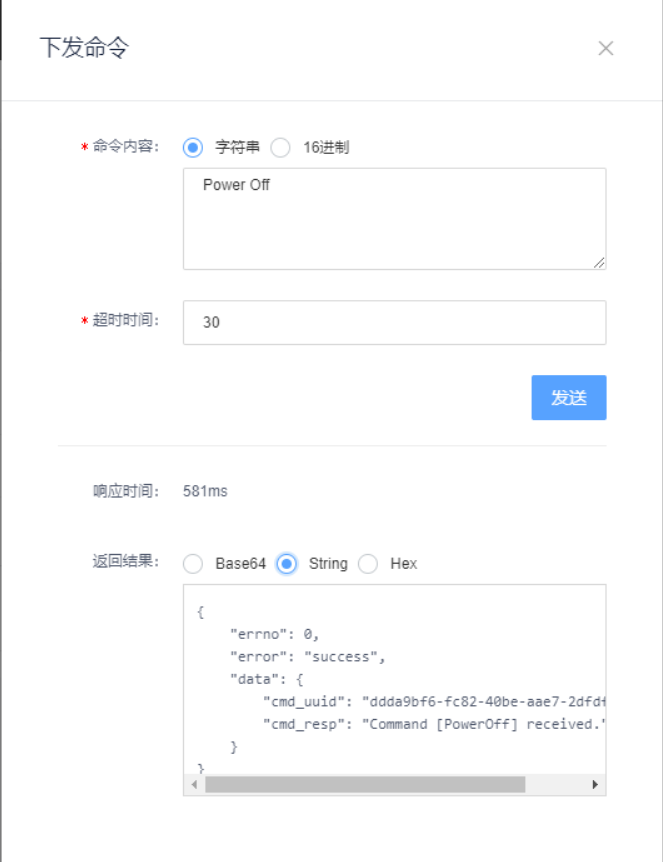 下发命令
* 命令内容: 字符串 16进制
Power Off
* 超时时间: 30
发送
响应时间: 581ms
返回结果: Base64 String Hex
{
"errno": 0,
"error": "success",
"data": {
"cmd_uuid": "ddda9bf6-fc82-40be-aae7-2dfdf
"cmd_resp": "Command [PowerOff] received."
}
}